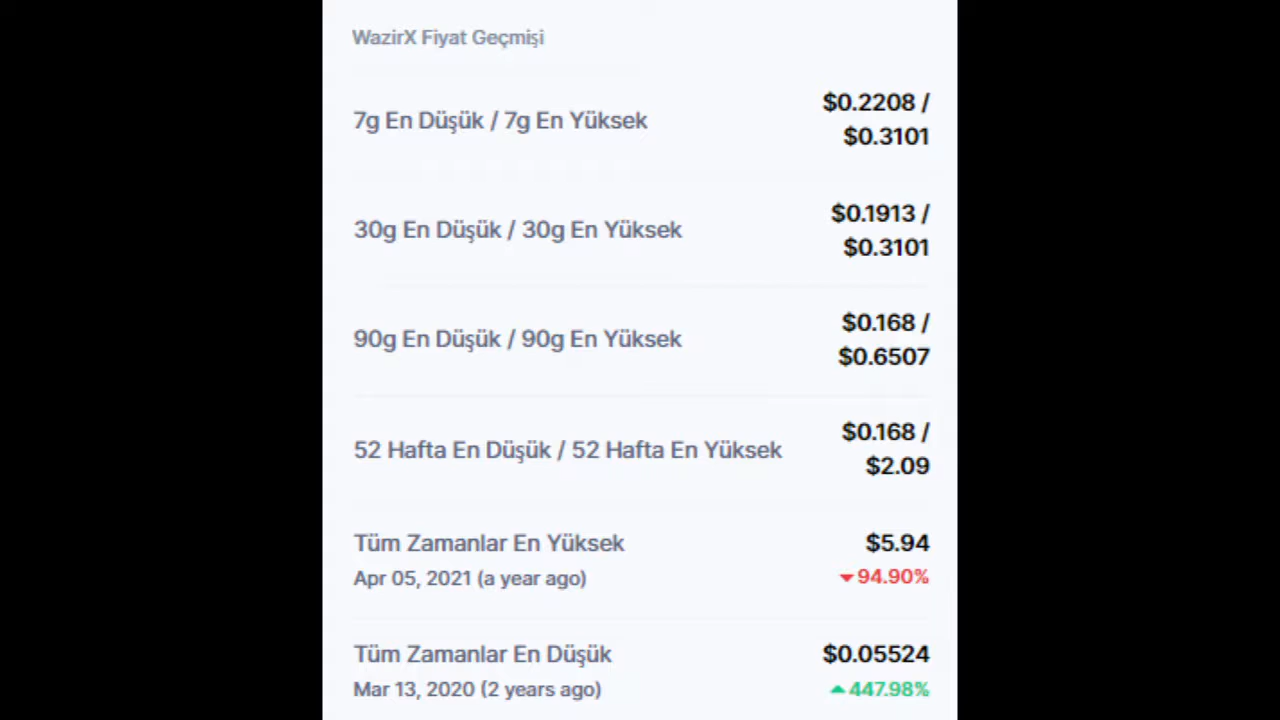 WazirX Fiyat Geçmişi
7g En Düşük / 7g En Yüksek
$0.2208 /
$0.3101
30g En Düşük / 30g En Yüksek
$0.1913 /
$0.3101
90g En Düşük / 90g En Yüksek
$0.168 /
$0.6507
52 Hafta En Düşük / 52 Hafta En Yüksek
$0.168 /
$2.09
Tüm Zamanlar En Yüksek
$5.94
Apr 05, 2021 (a year ago)
94.90%
Tüm Zamanlar En Düşük
$0.05524
Mar 13, 2020 (2 years ago)
447.98%